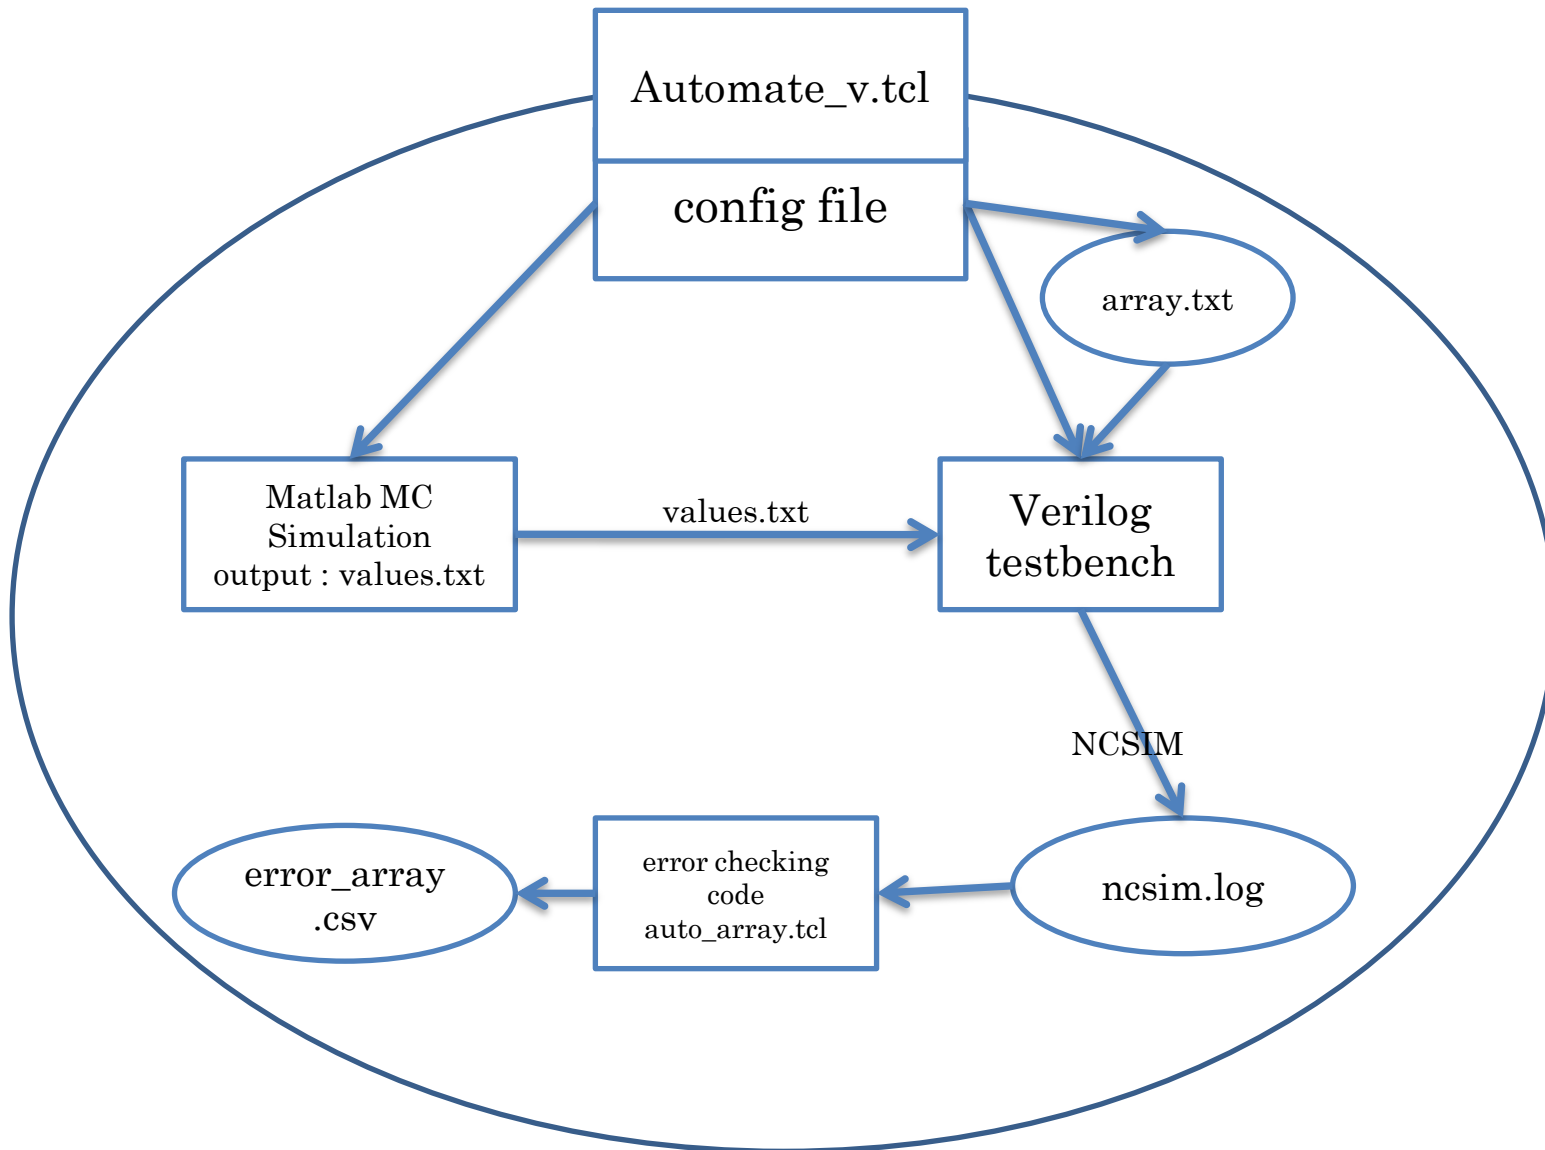 Automate_v.tcl
config file
array.txt
Matlab MC
Simulation
output : values.txt
values.txt
Verilog
testbench
NCSIM
error_array
.csv
error checking
code
auto_array.tcl
ncsim.log